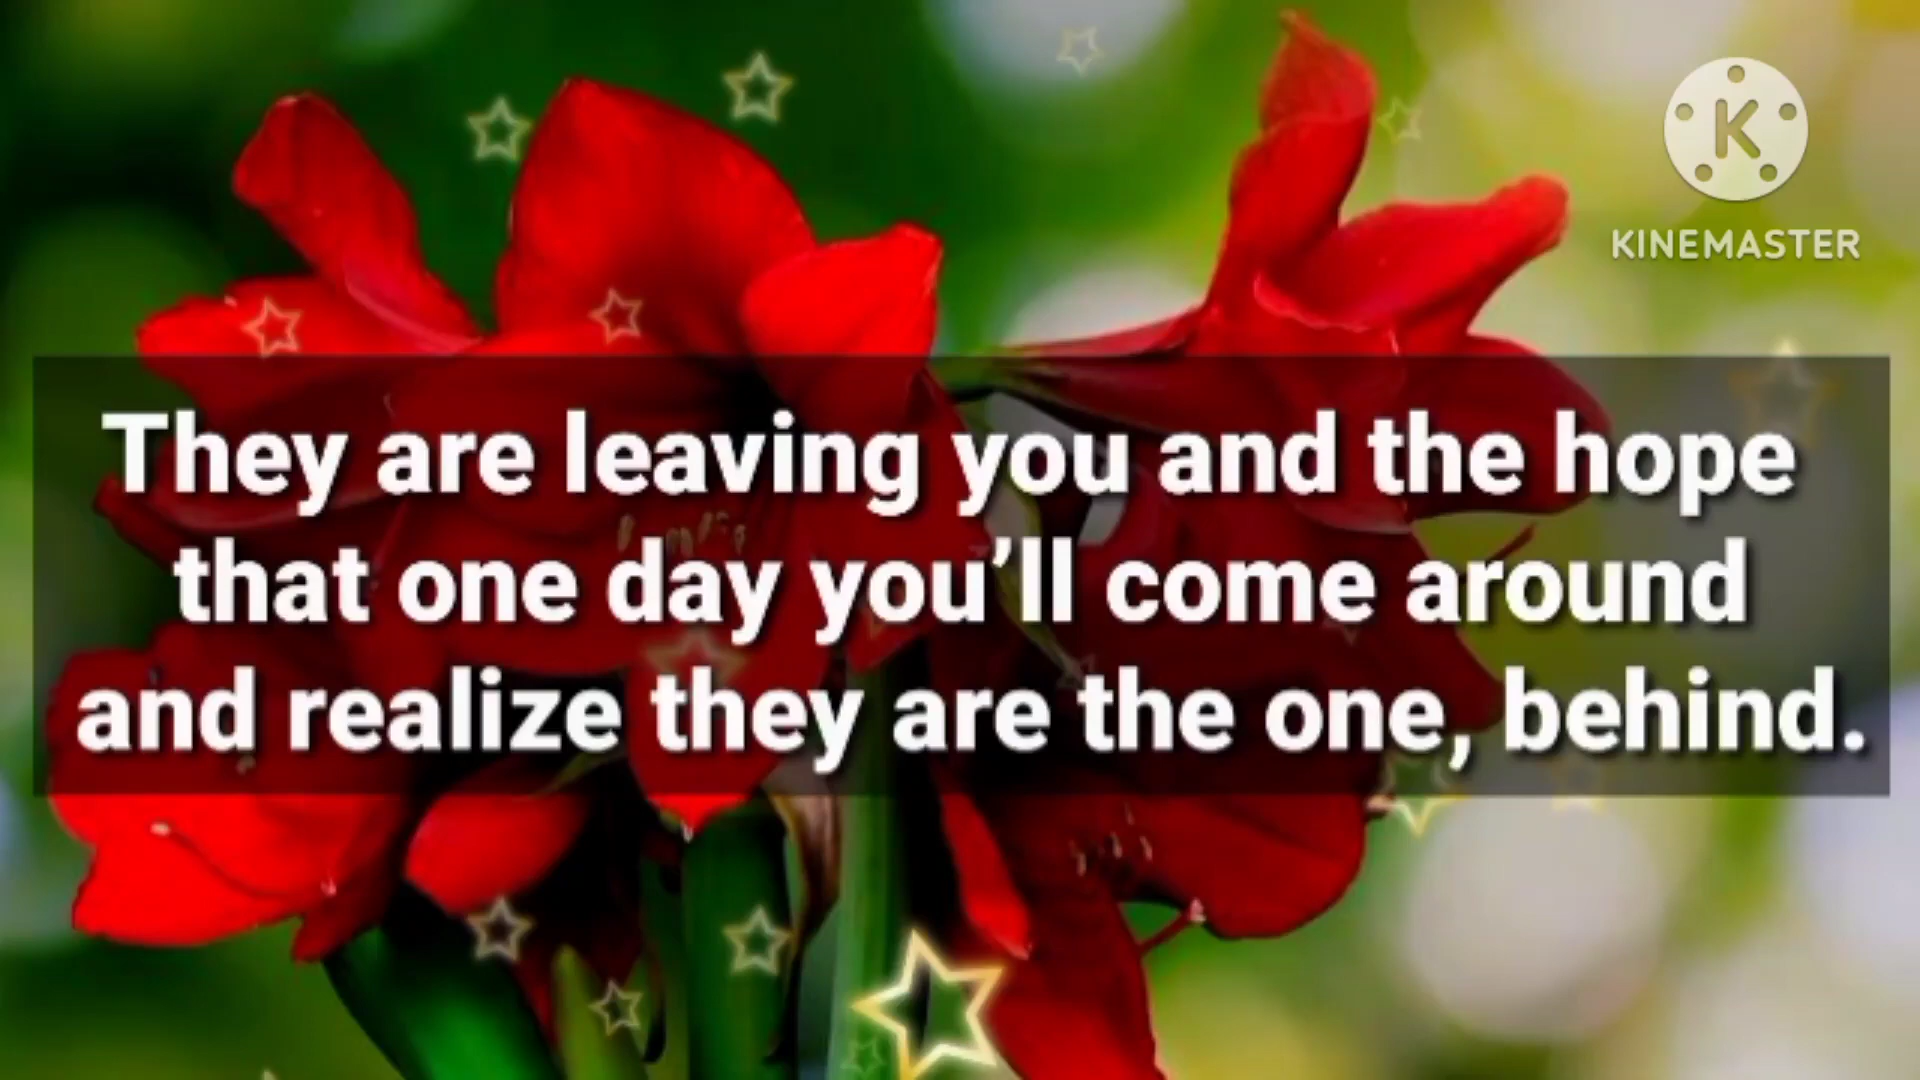 K
KINEMASTER
They are leaving you and the hope
that one day you’ll come around
and realize they are the one, behind.